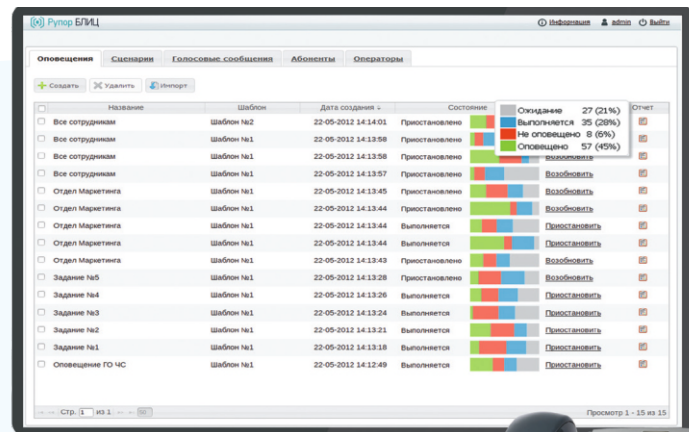 ((•)) Рупор БЛИЦ Информация admin Выйти
Оповещения Сценарии Голосовые сообщения Абоненты Операторы
Создать Удалить Импорт
Название Шаблон Дата создания Состояние Отчет
Ожидание 27 (21%)
Выполняется 35 (28%)
Не оповещено 8 (6%)
Оповещено 57 (45%)
Все сотрудникам Шаблон №2 22-05-2012 14:14:01 Приостановлено
Все сотрудникам Шаблон №1 22-05-2012 14:13:58 Приостановлено
Все сотрудникам Шаблон №1 22-05-2012 14:13:58 Приостановлено Возобновить
Все сотрудникам Шаблон №1 22-05-2012 14:13:57 Приостановлено Возобновить
Отдел Маркетинга Шаблон №1 22-05-2012 14:13:45 Приостановлено Возобновить
Отдел Маркетинга Шаблон №1 22-05-2012 14:13:44 Приостановлено Возобновить
Отдел Маркетинга Шаблон №1 22-05-2012 14:13:44 Выполняется Приостановить
Отдел Маркетинга Шаблон №1 22-05-2012 14:13:44 Выполняется Приостановить
Отдел Маркетинга Шаблон №1 22-05-2012 14:13:43 Приостановлено Возобновить
Задание №5 Шаблон №1 22-05-2012 14:13:28 Приостановлено Возобновить
Задание №4 Шаблон №1 22-05-2012 14:13:26 Выполняется Приостановить
Задание №3 Шаблон №1 22-05-2012 14:13:24 Выполняется Приостановить
Задание №2 Шаблон №1 22-05-2012 14:13:21 Выполняется Приостановить
Задание №1 Шаблон №1 22-05-2012 14:13:18 Выполняется Приостановить
Оповещение ГО ЧС Шаблон №1 22-05-2012 14:12:49 Выполняется Приостановить
Стр. 1 из 1 50 Просмотр 1 - 15 из 15